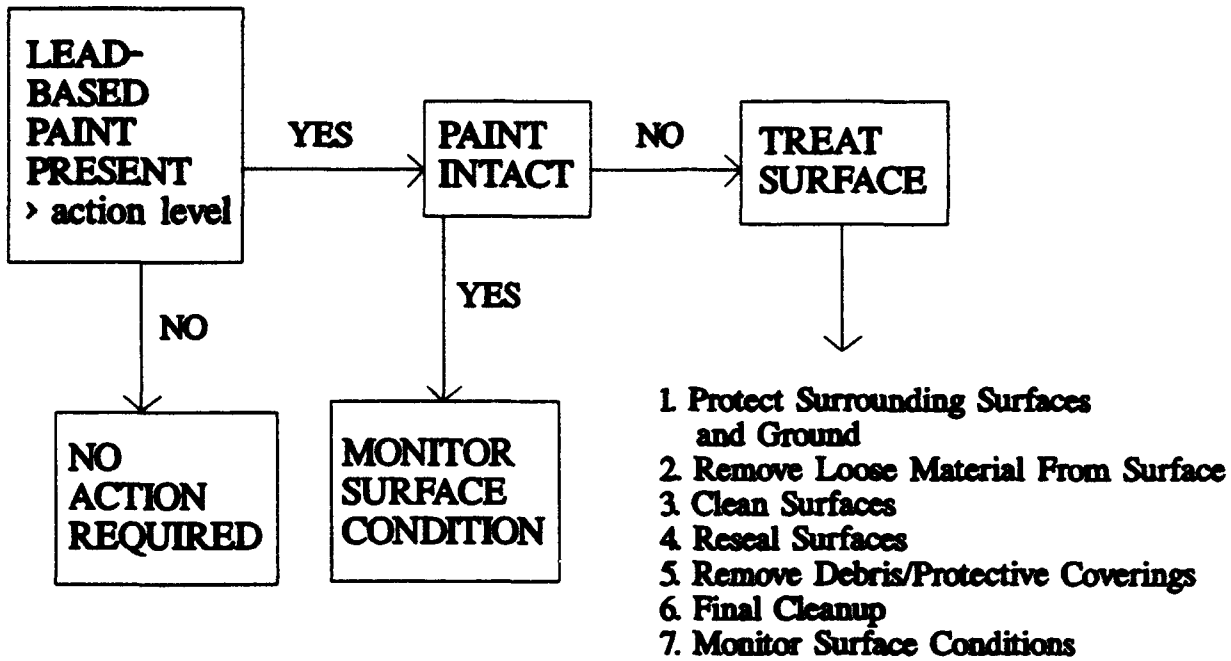 LEAD-
BASED
PAINT
PRESENT
> action level
YES
PAINT
INTACT
NO
TREAT
SURFACE
NO
YES
NO
ACTION
REQUIRED
MONITOR
SURFACE
CONDITION
1. Protect Surrounding Surfaces
and Ground
2. Remove Loose Material From Surface
3. Clean Surfaces
4. Reseal Surfaces
5. Remove Debris/Protective Coverings
6. Final Cleanup
7. Monitor Surface Conditions